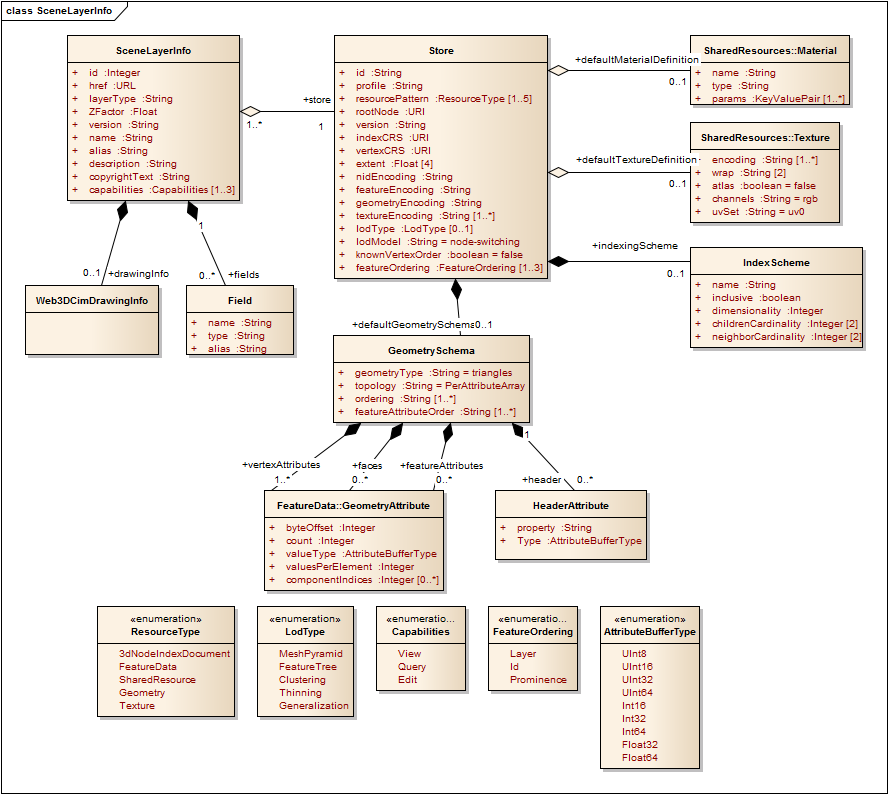 class SceneLayerInfo
SceneLayerInfo
+ id :Integer
+ href :URL
+ layerType :String
+ ZFactor :Float
+ version :String
+ name :String
+ alias :String
+ description :String
+ copyrightText :String
+ capabilities :Capabilities [1..3]
+store
1..*
1
Store
+ id :String
+ profile :String
+ resourcePattern :ResourceType [1..5]
+ rootNode :URI
+ version :String
+ indexCRS :URI
+ vertexCRS :URI
+ extent :Float [4]
+ nidEncoding :String
+ featureEncoding :String
+ geometryEncoding :String
+ textureEncoding :String [1..*]
+ lodType :LodType [0..1]
+ lodModel :String = node-switching
+ knownVertexOrder :boolean = false
+ featureOrdering :FeatureOrdering [1..3]
+defaultMaterialDefinition
0..1
SharedResources::Material
+ name :String
+ type :String
+ params :KeyValuePair [1..*]
+defaultTextureDefinition
0..1
SharedResources::Texture
+ encoding :String [1..*]
+ wrap :String [2]
+ atlas :boolean = false
+ channels :String = rgb
+ uvSet :String = uv0
+indexingScheme
0..1
IndexScheme
+ name :String
+ inclusive :boolean
+ dimensionality :Integer
+ childrenCardinality :Integer [2]
+ neighborCardinality :Integer [2]
1
0..1
+drawingInfo
0..*
+fields
Web3DCimDrawingInfo
Field
+ name :String
+ type :String
+ alias :String
+defaultGeometrySchema
0..1
GeometrySchema
+ geometryType :String = triangles
+ topology :String = PerAttributeArray
+ ordering :String [1..*]
+ featureAttributeOrder :String [1..*]
1
+vertexAttributes
+faces
+featureAttributes
1..*
0..*
0..*
+header
0..*
FeatureData::GeometryAttribute
+ byteOffset :Integer
+ count :Integer
+ valueType :AttributeBufferType
+ valuesPerElement :Integer
+ componentIndices :Integer [0..*]
HeaderAttribute
+ property :String
+ Type :AttributeBufferType
«enumeration»
ResourceType
3dNodeIndexDocument
FeatureData
SharedResource
Geometry
Texture
«enumeration»
LodType
MeshPyramid
FeatureTree
Clustering
Thinning
Generalization
«enumeratio...
Capabilities
View
Query
Edit
«enumeratio...
FeatureOrdering
Layer
Id
Prominence
«enumeration»
AttributeBufferType
UInt8
UInt16
UInt32
UInt64
Int16
Int32
Int64
Float32
Float64